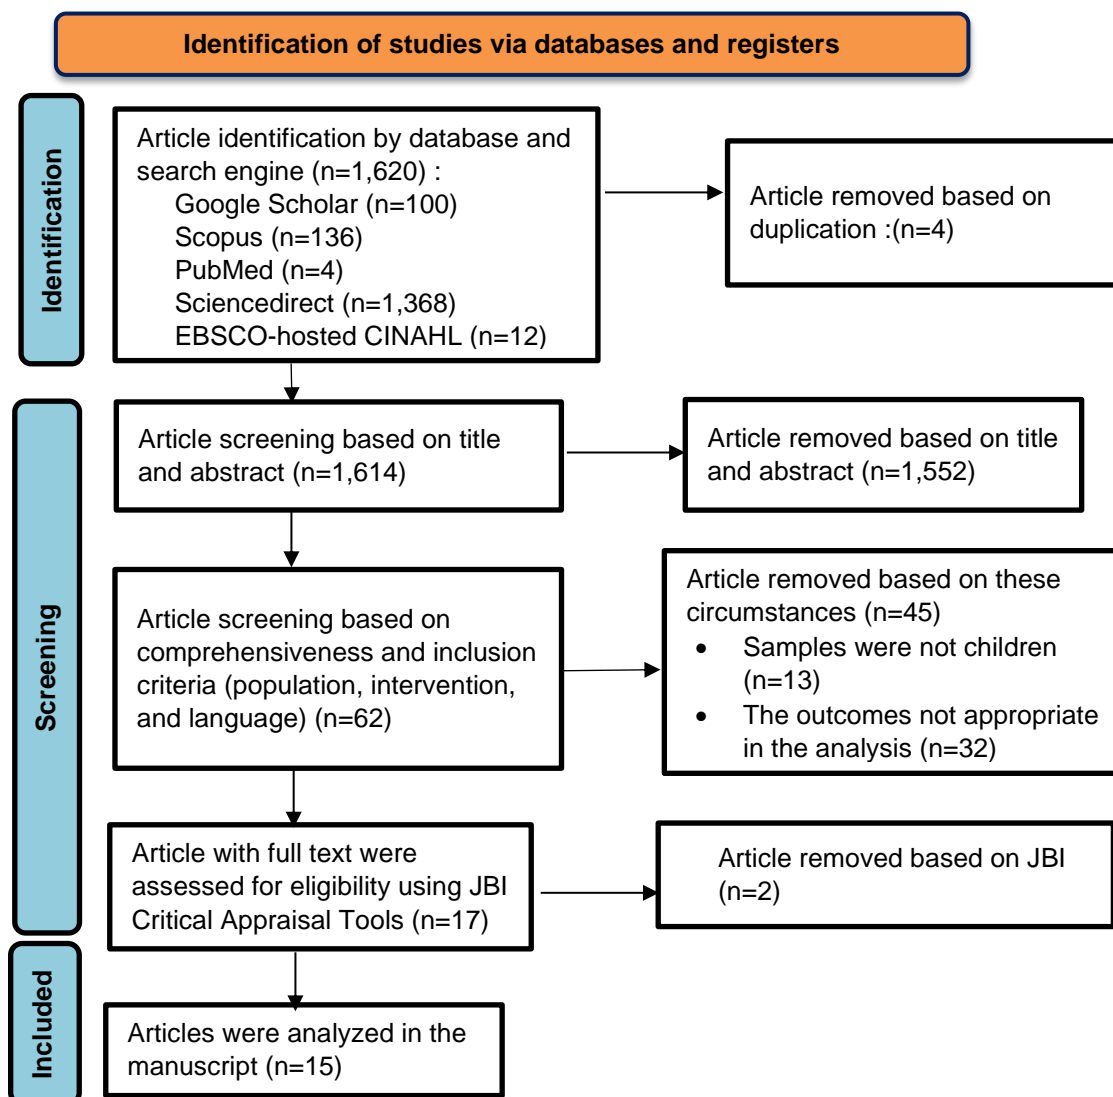 Identification of studies via databases and registers
Identification
Article identification by database and
search engine (n=1,620) :
Google Scholar (n=100)
Scopus (n=136)
PubMed (n=4)
Sciencedirect (n=1,368)
EBSCO-hosted CINAHL (n=12)
Article removed based on
duplication :(n=4)
Screening
Article screening based on title
and abstract (n=1,614)
Article removed based on title
and abstract (n=1,552)
Article screening based on
comprehensiveness and inclusion
criteria (population, intervention,
and language) (n=62)
Article removed based on these
circumstances (n=45)
• Samples were not children
(n=13)
• The outcomes not appropriate
in the analysis (n=32)
Article with full text were
assessed for eligibility using JBI
Critical Appraisal Tools (n=17)
Article removed based on JBI
(n=2)
Included
Articles were analyzed in the
manuscript (n=15)